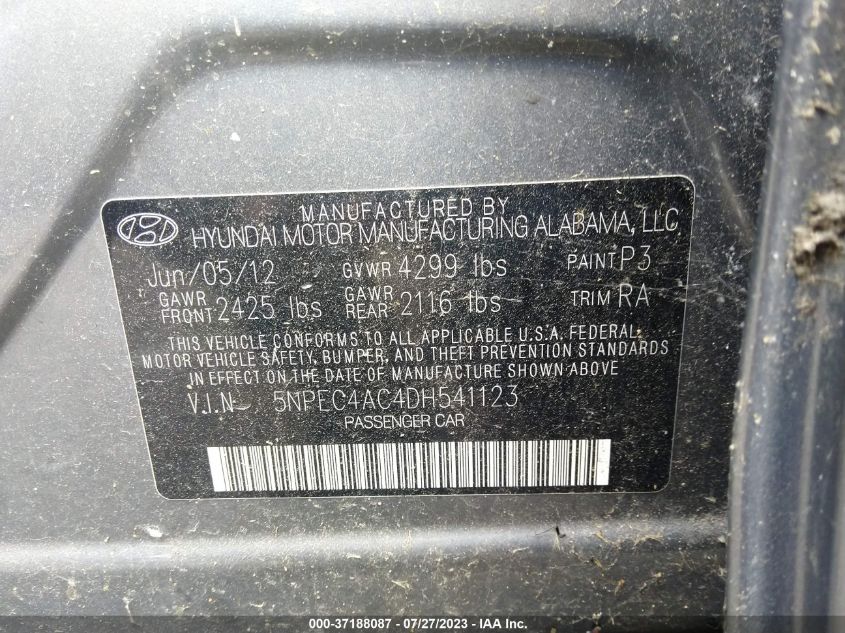 MANUFACTURED BY
HYUNDAI MOTOR MANUFACTURING ALABAMA, LLC
Jun/05/12 GVWR 4299 lbs PAINT P3
GAWR FRONT 2425 lbs GAWR REAR 2116 lbs TRIM RA
THIS VEHICLE CONFORMS TO ALL APPLICABLE U.S.A. FEDERAL
MOTOR VEHICLE SAFETY, BUMPER, AND THEFT PREVENTION STANDARDS
IN EFFECT ON THE DATE OF MANUFACTURE SHOWN ABOVE
V.I.N- 5NPEC4AC4DH541123
PASSENGER CAR
000-37188087 - 07/27/2023 - IAA Inc.